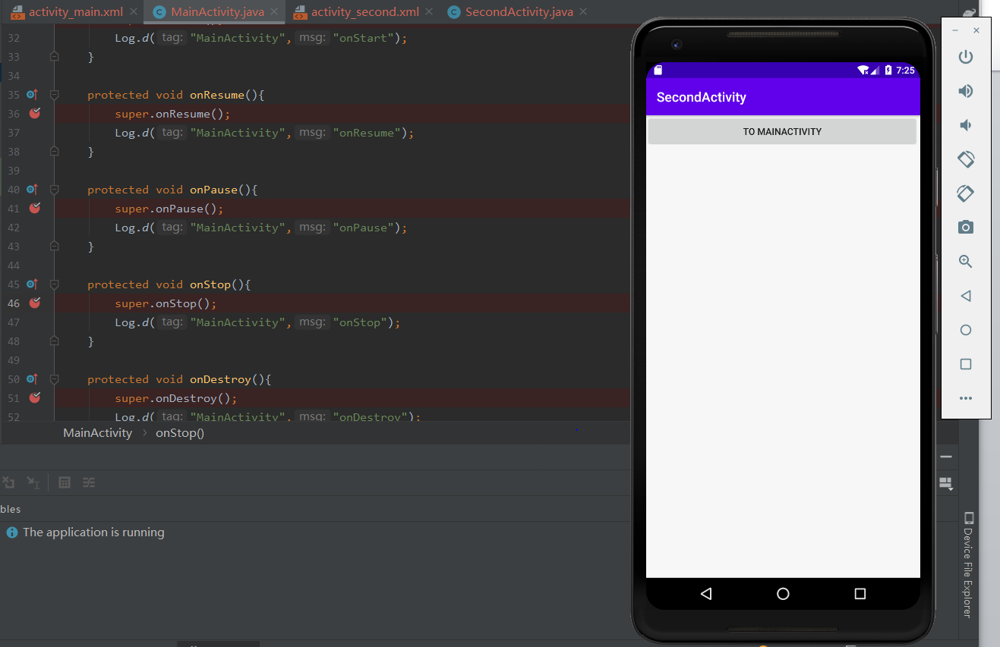 activity_main.xml MainActivity.java activity_second.xml SecondActivity.java
32 Log.d( tag: "MainActivity", msg: "onStart");
33 }
34
35 protected void onResume(){
36 super.onResume();
37 Log.d( tag: "MainActivity", msg: "onResume");
38 }
39
40 protected void onPause(){
41 super.onPause();
42 Log.d( tag: "MainActivity", msg: "onPause");
43 }
44
45 protected void onStop(){
46 super.onStop();
47 Log.d( tag: "MainActivity", msg: "onStop");
48 }
49
50 protected void onDestroy(){
51 super.onDestroy();
52 Log.d( tag: "MainActivity", msg: "onDestroy");
MainActivity > onStop()
bles
The application is running
7:25
SecondActivity
TO MAINACTIVITY
Device File Explorer